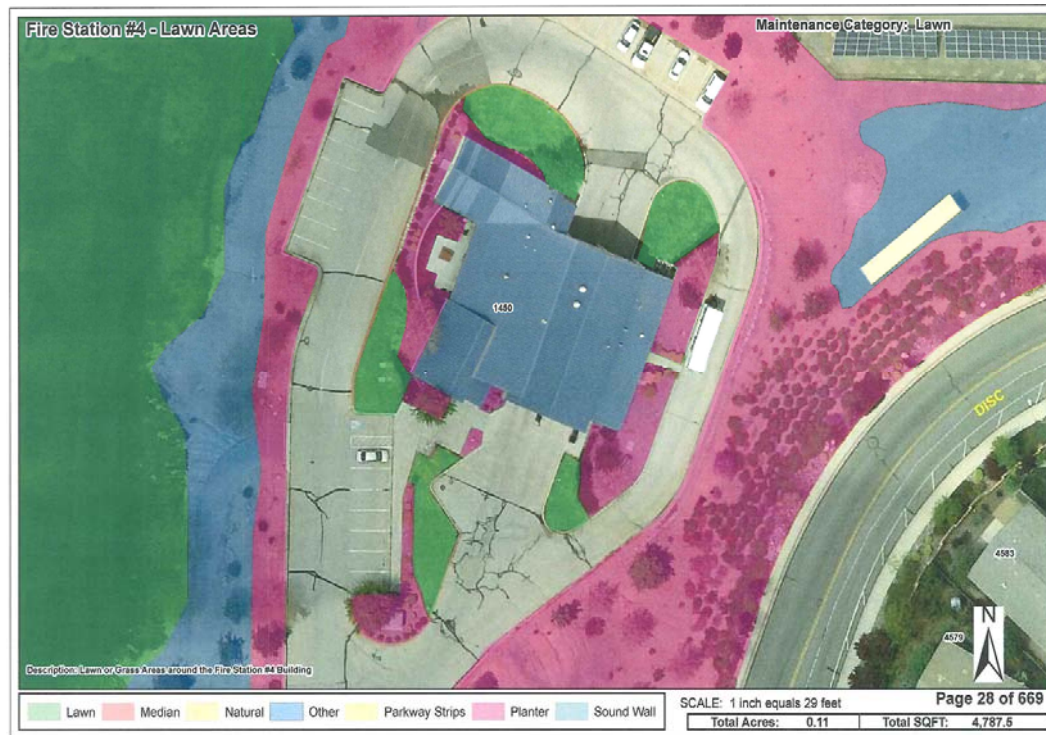 Fire Station #4 - Lawn Areas
Maintenance Category: Lawn
1450
DISC
4583
4579
N
Description: Lawn or Grass Areas around the Fire Station #4 Building
Lawn Median Natural Other Parkway Strips Planter Sound Wall
SCALE: 1 inch equals 29 feet
Page 28 of 669
Total Acres: 0.11 Total SQFT: 4,787.5